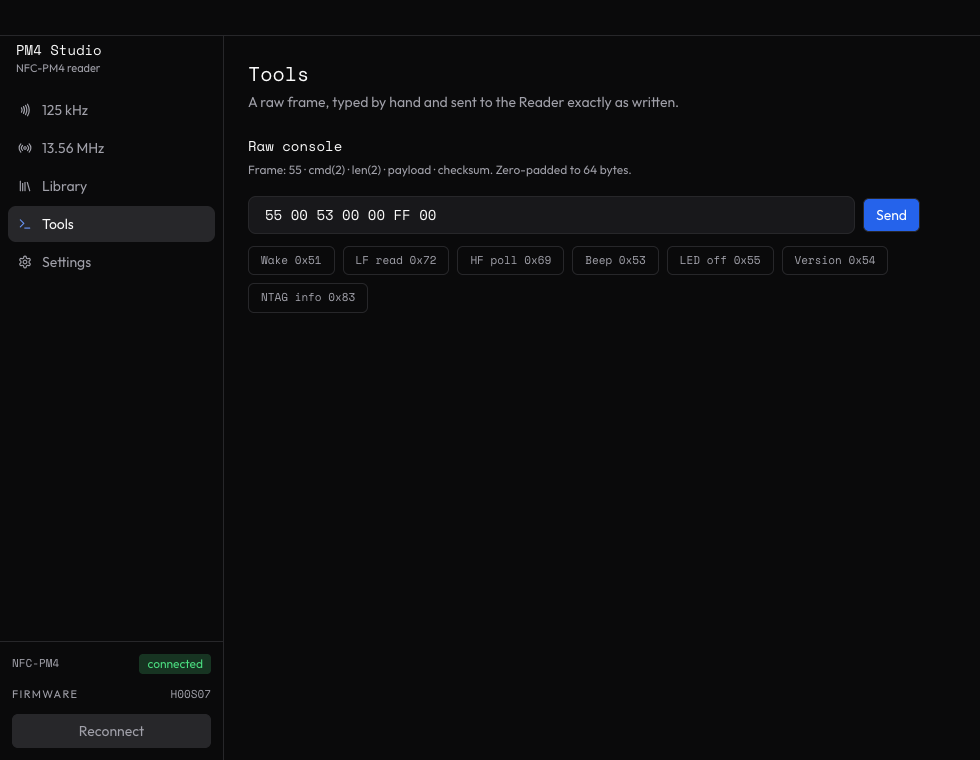 PM4 Studio
NFC-PM4 reader
125 kHz
13.56 MHz
Library
Tools
Settings
NFC-PM4 connected
FIRMWARE H00S07
Reconnect
Tools
A raw frame, typed by hand and sent to the Reader exactly as written.
Raw console
Frame: 55 · cmd(2) · len(2) · payload · checksum. Zero-padded to 64 bytes.
55 00 53 00 00 FF 00 Send
Wake 0x51 LF read 0x72 HF poll 0x69 Beep 0x53 LED off 0x55 Version 0x54
NTAG info 0x83